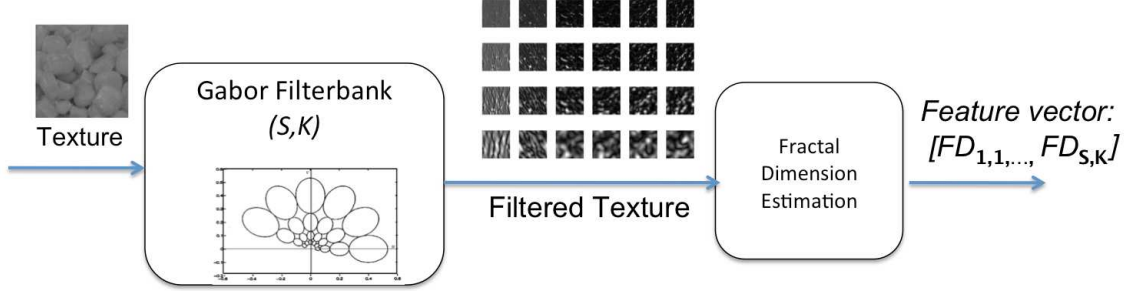 Texture
Gabor Filterbank
(S,K)
Filtered Texture
Fractal
Dimension
Estimation
Feature vector:
[FD1,1,..., FDS,K]